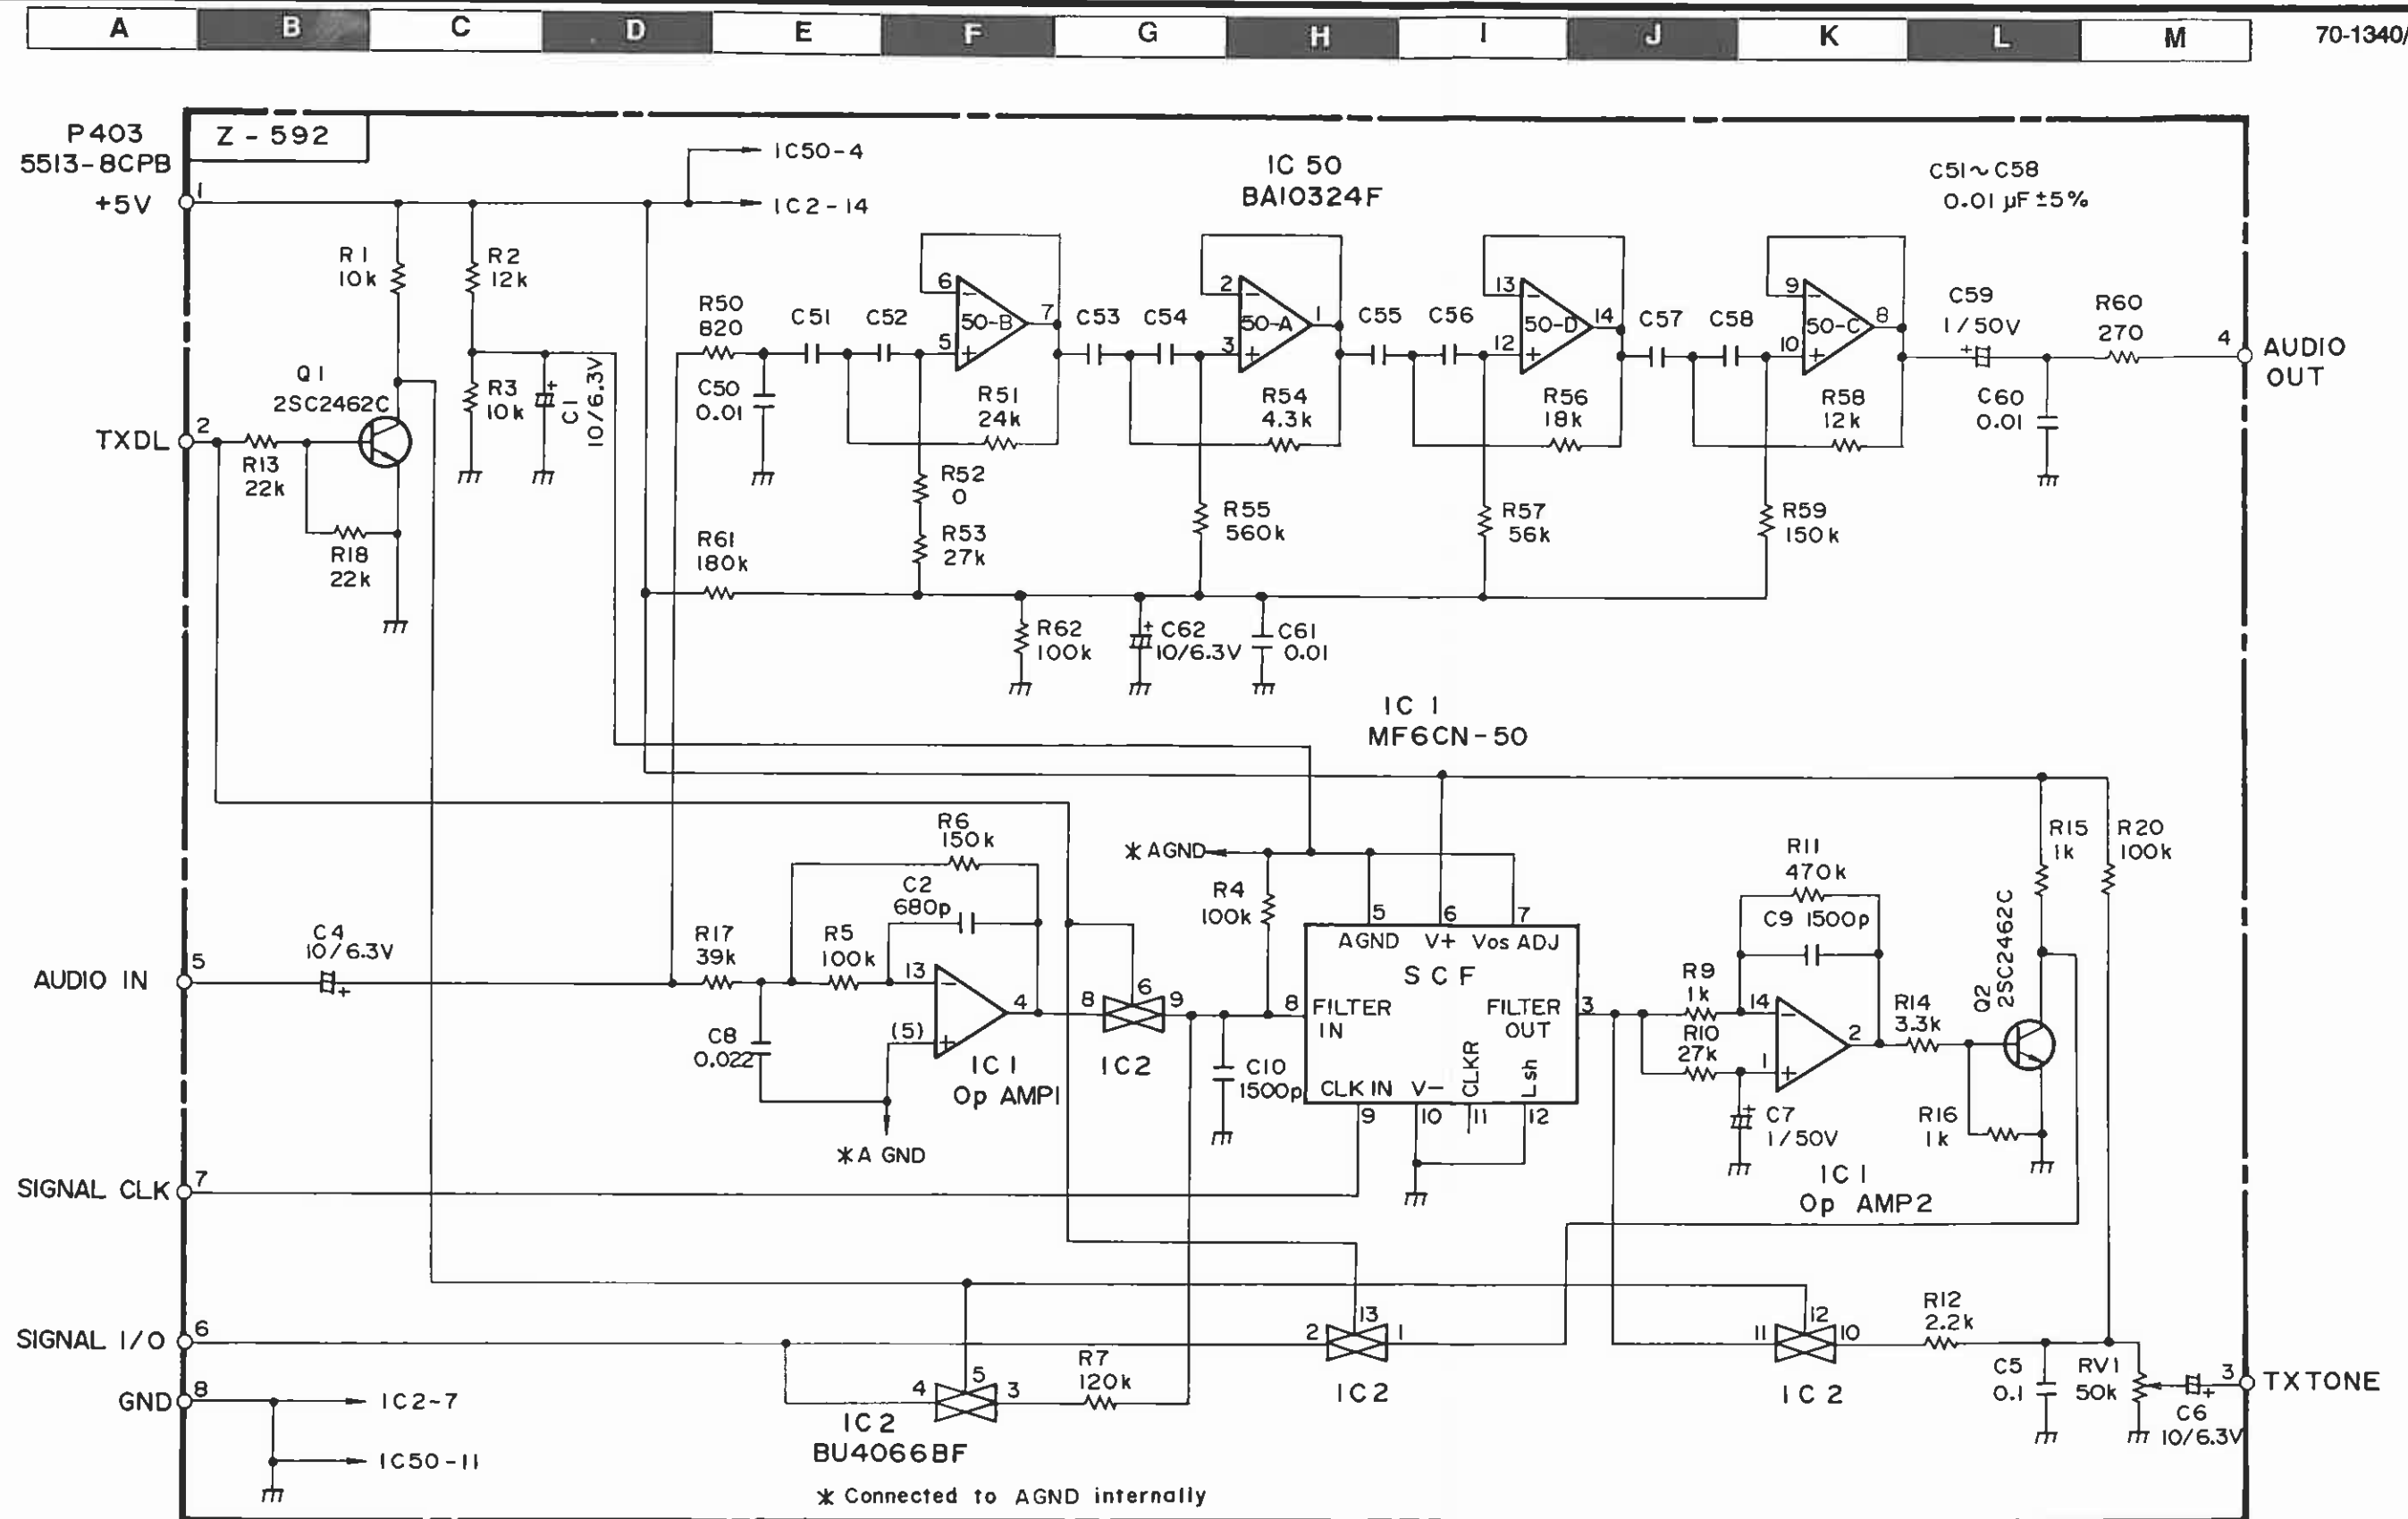 A B C D E F G H I J K L M 70-1340/
P403
5513-8CPB
Z - 592
+5V
1
IC50-4
IC2-14
IC 50
BA10324F
C51~C58
0.01 µF ±5%
R1
10k
R2
12k
R50
820
C51
C52
6
5
50-B
7
C53
C54
2
3
50-A
1
C55
C56
13
12
50-D
14
C57
C58
9
10
50-C
8
C59
1/50V
R60
270
4
AUDIO
OUT
Q1
2SC2462C
R3
10k
C1
10/6.3V
C50
0.01
R51
24k
R54
4.3k
R56
18k
R58
12k
C60
0.01
TXDL
2
R13
22k
R18
22k
R52
0
R53
27k
R55
560k
R57
56k
R59
150k
R61
180k
R62
100k
C62
10/6.3V
C61
0.01
IC 1
MF6CN-50
R6
150k
C2
680p
* AGND
R4
100k
5
6
7
AGND V+ Vos ADJ
SCF
R11
470k
C9 1500p
R15
1k
R20
100k
Q2
2SC2462C
AUDIO IN
5
C4
10/6.3V
R17
39k
R5
100k
13
(5)
4
IC 1
Op AMP1
C8
0.022
*A GND
8
6
9
IC2
C10
1500p
8
FILTER
IN
FILTER
OUT
3
CLK IN
V-
CLKR
Lsh
9
10
11
12
R9
1k
R10
27k
14
1
2
C7
1/50V
R14
3.3k
R16
1k
IC 1
Op AMP2
SIGNAL CLK
7
SIGNAL I/O
6
2
13
1
IC2
11
12
10
IC 2
R12
2.2k
C5
0.1
RV1
50k
C6
10/6.3V
3
TXTONE
GND
8
IC2-7
IC50-11
4
5
3
R7
120k
IC 2
BU4066BF
* Connected to AGND internally